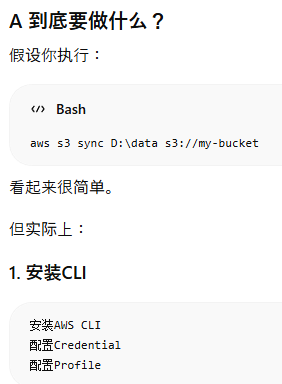 A 到底要做什么？
假设你执行：
Bash
aws s3 sync D:\data s3://my-bucket
看起来很简单。
但实际上：
1. 安装CLI
安装AWS CLI
配置Credential
配置Profile